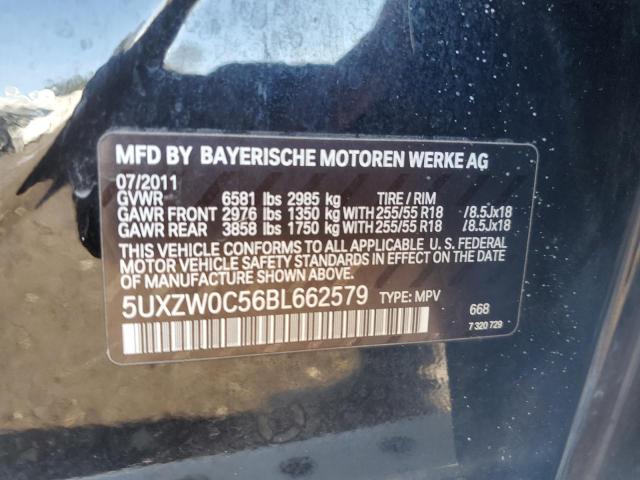 MFD BY BAYERISCHE MOTOREN WERKE AG
07/2011
GVWR 6581 lbs 2985 kg TIRE / RIM
GAWR FRONT 2976 lbs 1350 kg WITH 255/55 R18 /8.5Jx18
GAWR REAR 3858 lbs 1750 kg WITH 255/55 R18 /8.5Jx18
THIS VEHICLE CONFORMS TO ALL APPLICABLE U. S. FEDERAL
MOTOR VEHICLE SAFETY STANDARDS IN EFFECT ON THE DATE
OF MANUFACTURE SHOWN ABOVE.
5UXZW0C56BL662579 TYPE: MPV
668
7 320 729